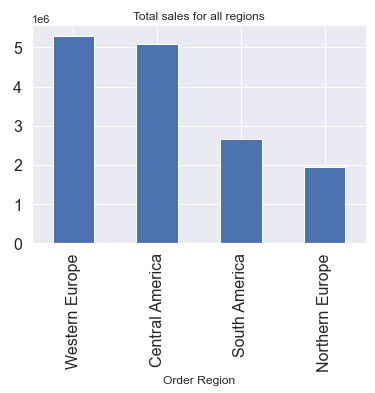 Total sales for all regions
1e6
5
4
3
2
1
0
Western Europe
Central America
South America
Northern Europe
Order Region